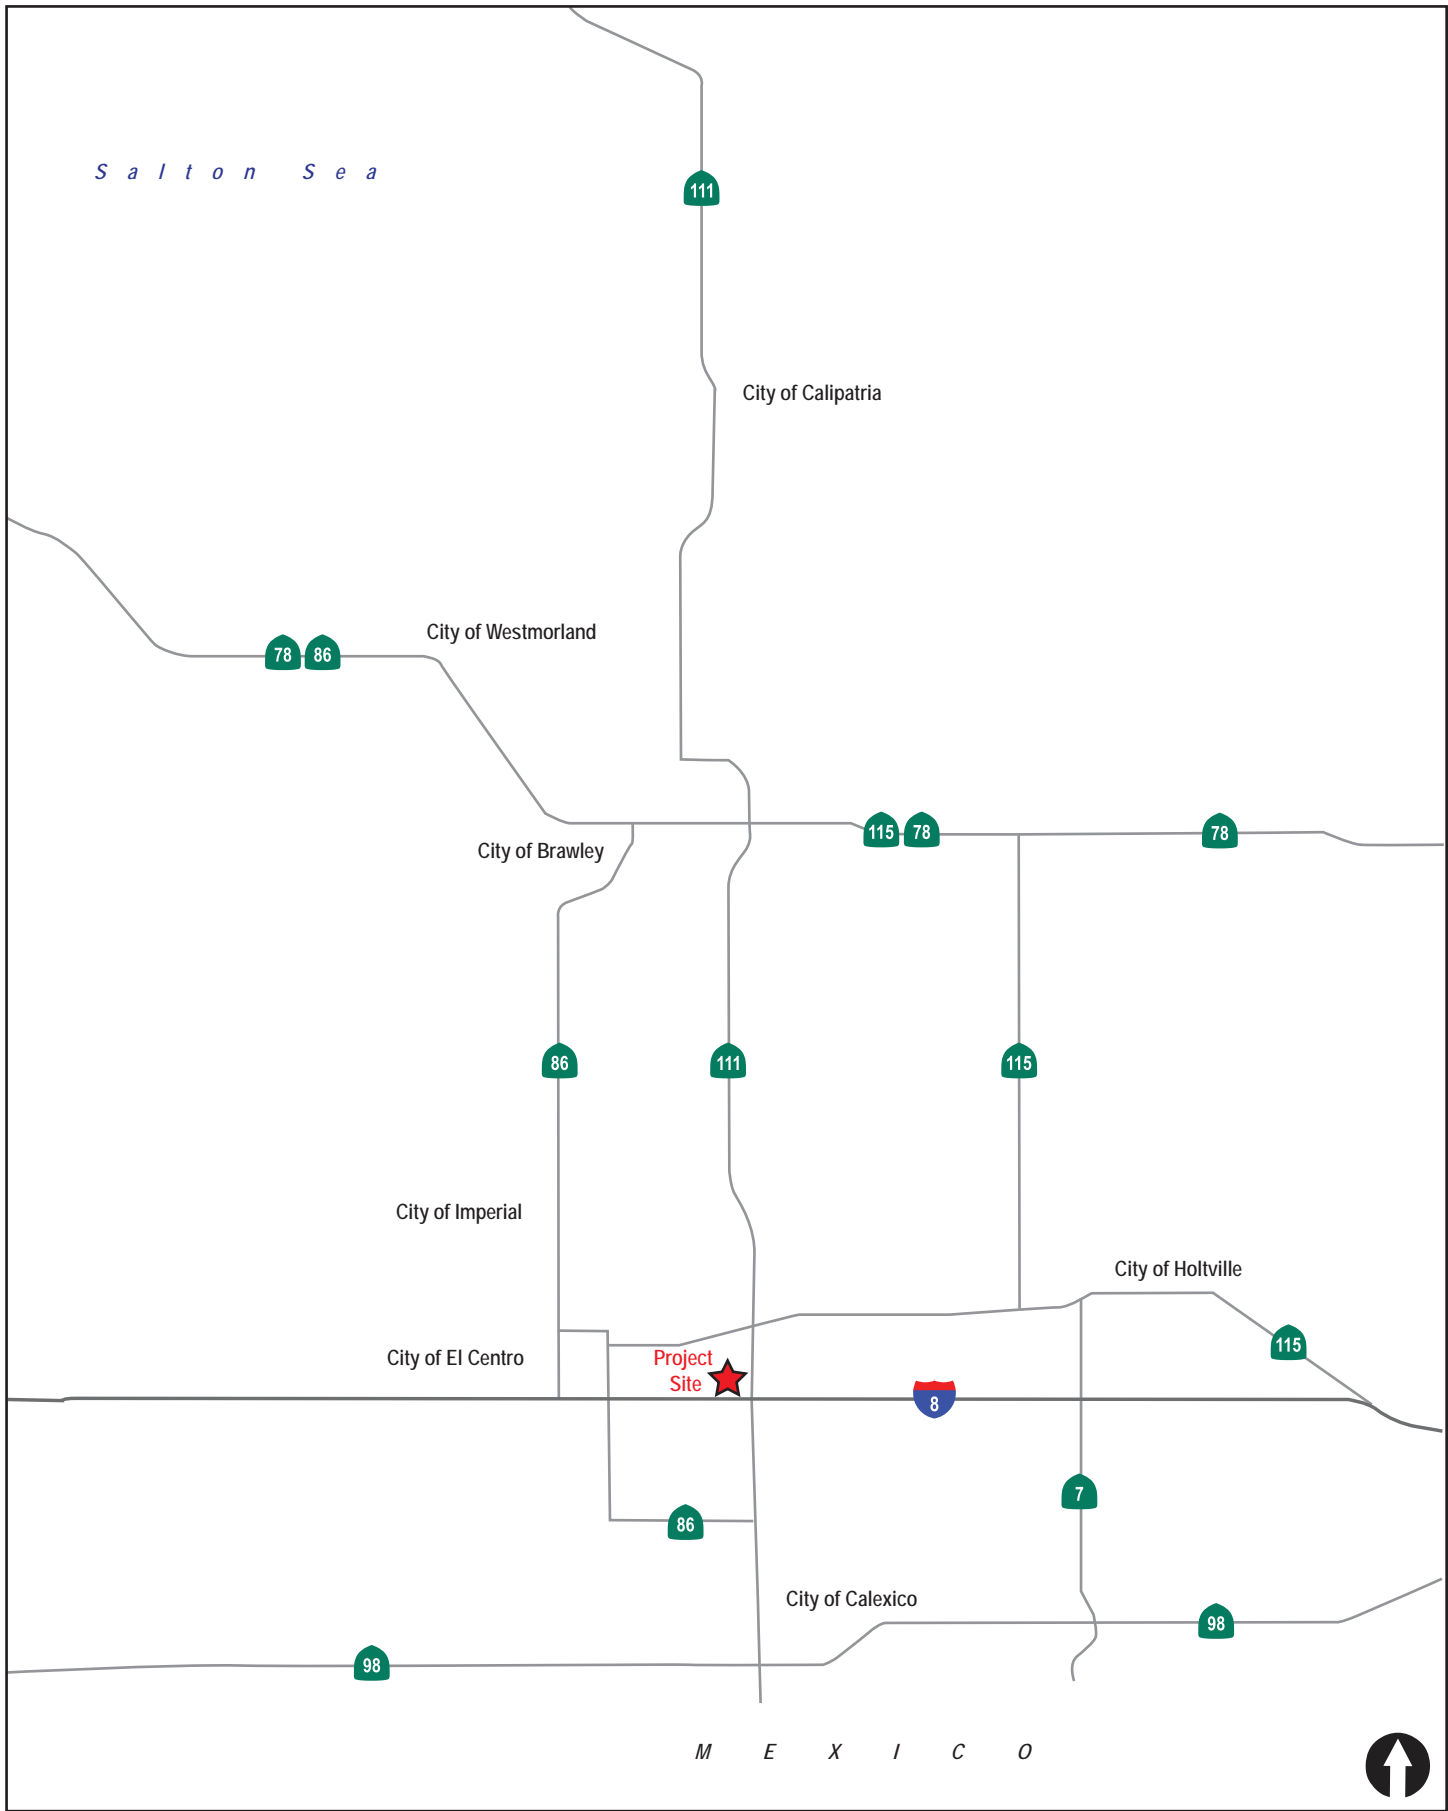 Salton Sea
111
City of Calipatria
City of Westmorland
78 86
115 78
78
City of Brawley
86
111
115
City of Imperial
City of Holtville
115
City of El Centro
Project
Site
8
7
86
City of Calexico
98
98
MEXICO